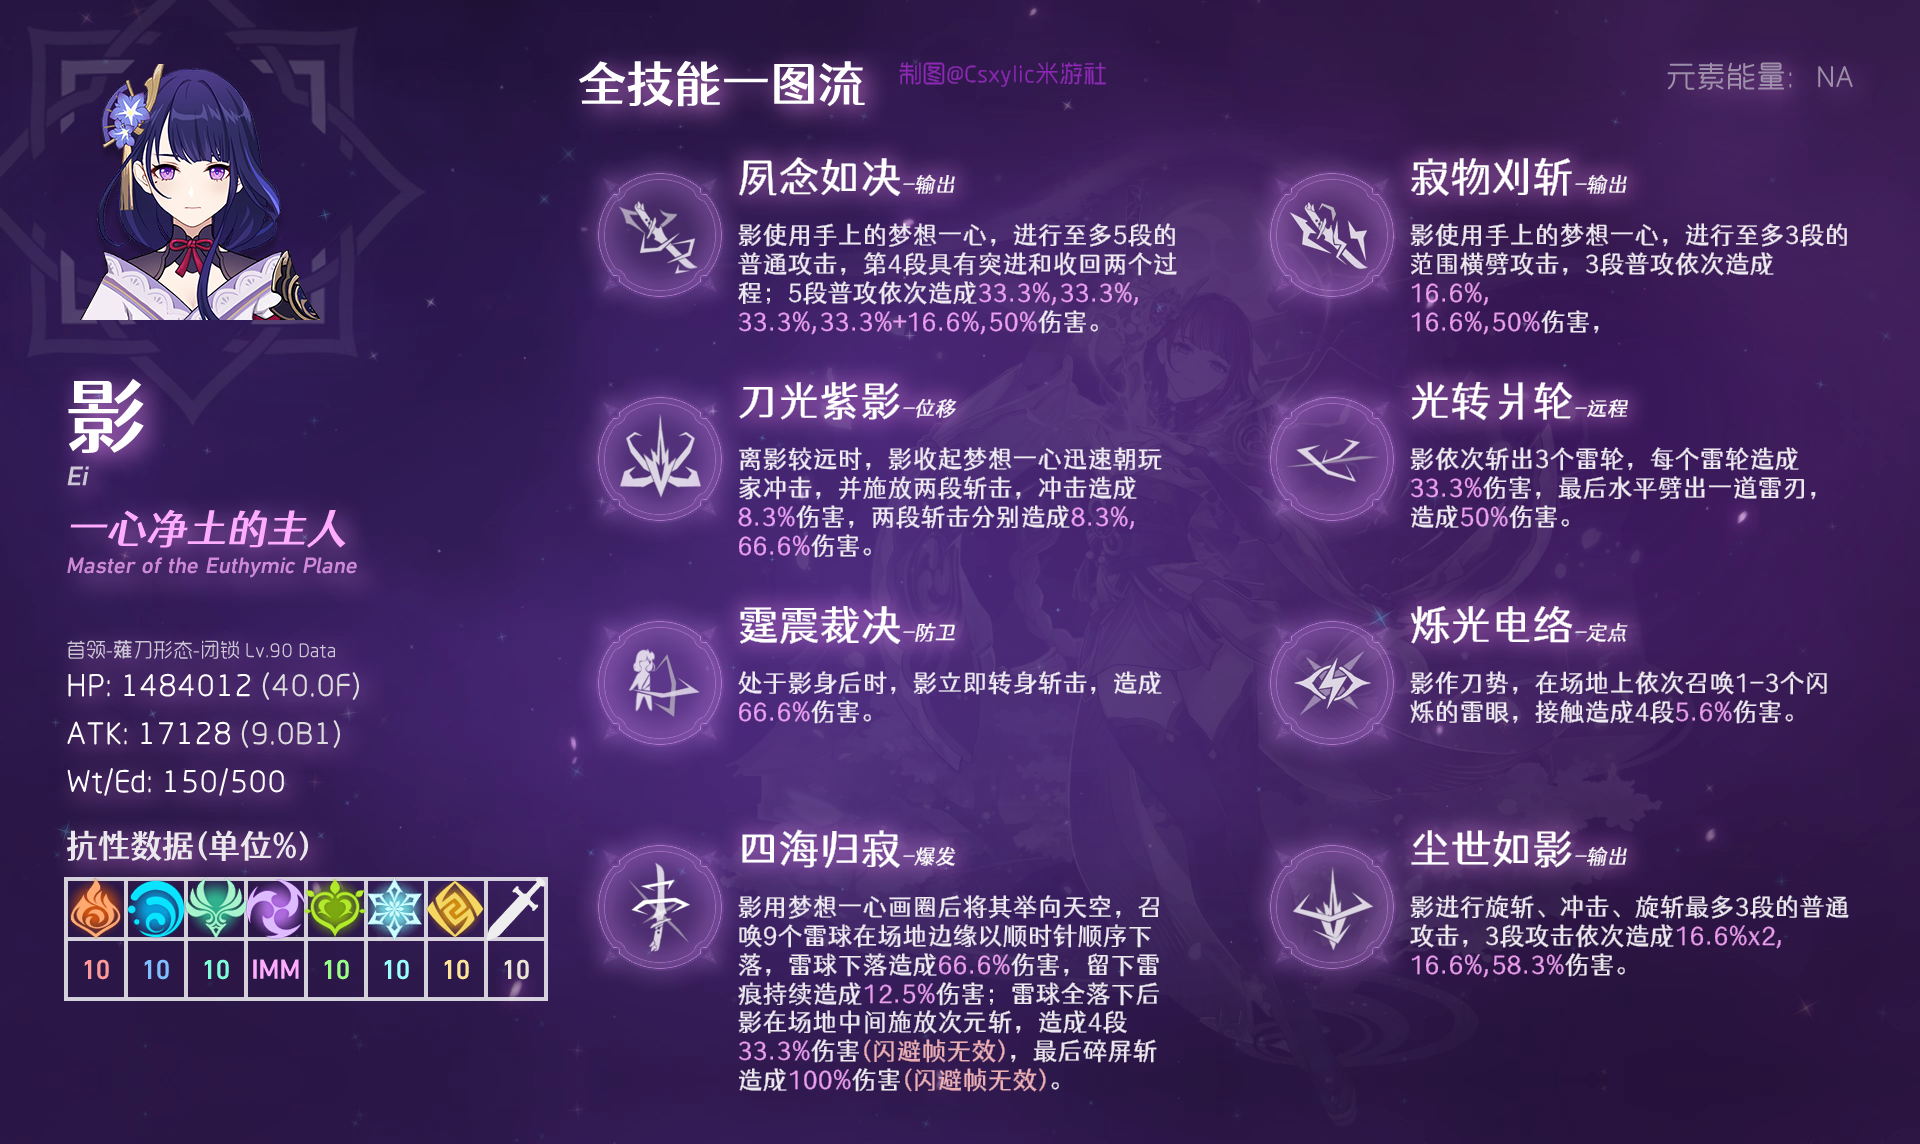 全技能一图流
制图@Csxylic米游社
元素能量: NA
影
Ei
一心净土的主人
Master of the Euthymic Plane
首领-薙刀形态-闭锁 Lv.90 Data
HP: 1484012 (40.0F)
ATK: 17128 (9.0B1)
Wt/Ed: 150/500
抗性数据(单位%)
10 10 10 IMM 10 10 10 10
夙念如决-输出
影使用手上的梦想一心，进行至多5段的
普通攻击，第4段具有突进和收回两个过
程；5段普攻依次造成33.3%,33.3%,
33.3%,33.3%+16.6%,50%伤害。
寂物刈斩-输出
影使用手上的梦想一心，进行至多3段的
范围横劈攻击，3段普攻依次造成
16.6%,
16.6%,50%伤害，
刀光紫影-位移
离影较远时，影收起梦想一心迅速朝玩
家冲击，并施放两段斩击，冲击造成
8.3%伤害，两段斩击分别造成8.3%,
66.6%伤害。
光转爿轮-远程
影依次斩出3个雷轮，每个雷轮造成
33.3%伤害，最后水平劈出一道雷刃，
造成50%伤害。
霆震裁决-防卫
处于影身后时，影立即转身斩击，造成
66.6%伤害。
烁光电络-定点
影作刀势，在场地上依次召唤1-3个闪
烁的雷眼，接触造成4段5.6%伤害。
四海归寂-爆发
影用梦想一心画圈后将其举向天空，召
唤9个雷球在场地边缘以顺时针顺序下
落，雷球下落造成66.6%伤害，留下雷
痕持续造成12.5%伤害；雷球全落下后
影在场地中间施放次元斩，造成4段
33.3%伤害(闪避帧无效)，最后碎屏斩
造成100%伤害(闪避帧无效)。
尘世如影-输出
影进行旋斩、冲击、旋斩最多3段的普通
攻击，3段攻击依次造成16.6%x2,
16.6%,58.3%伤害。